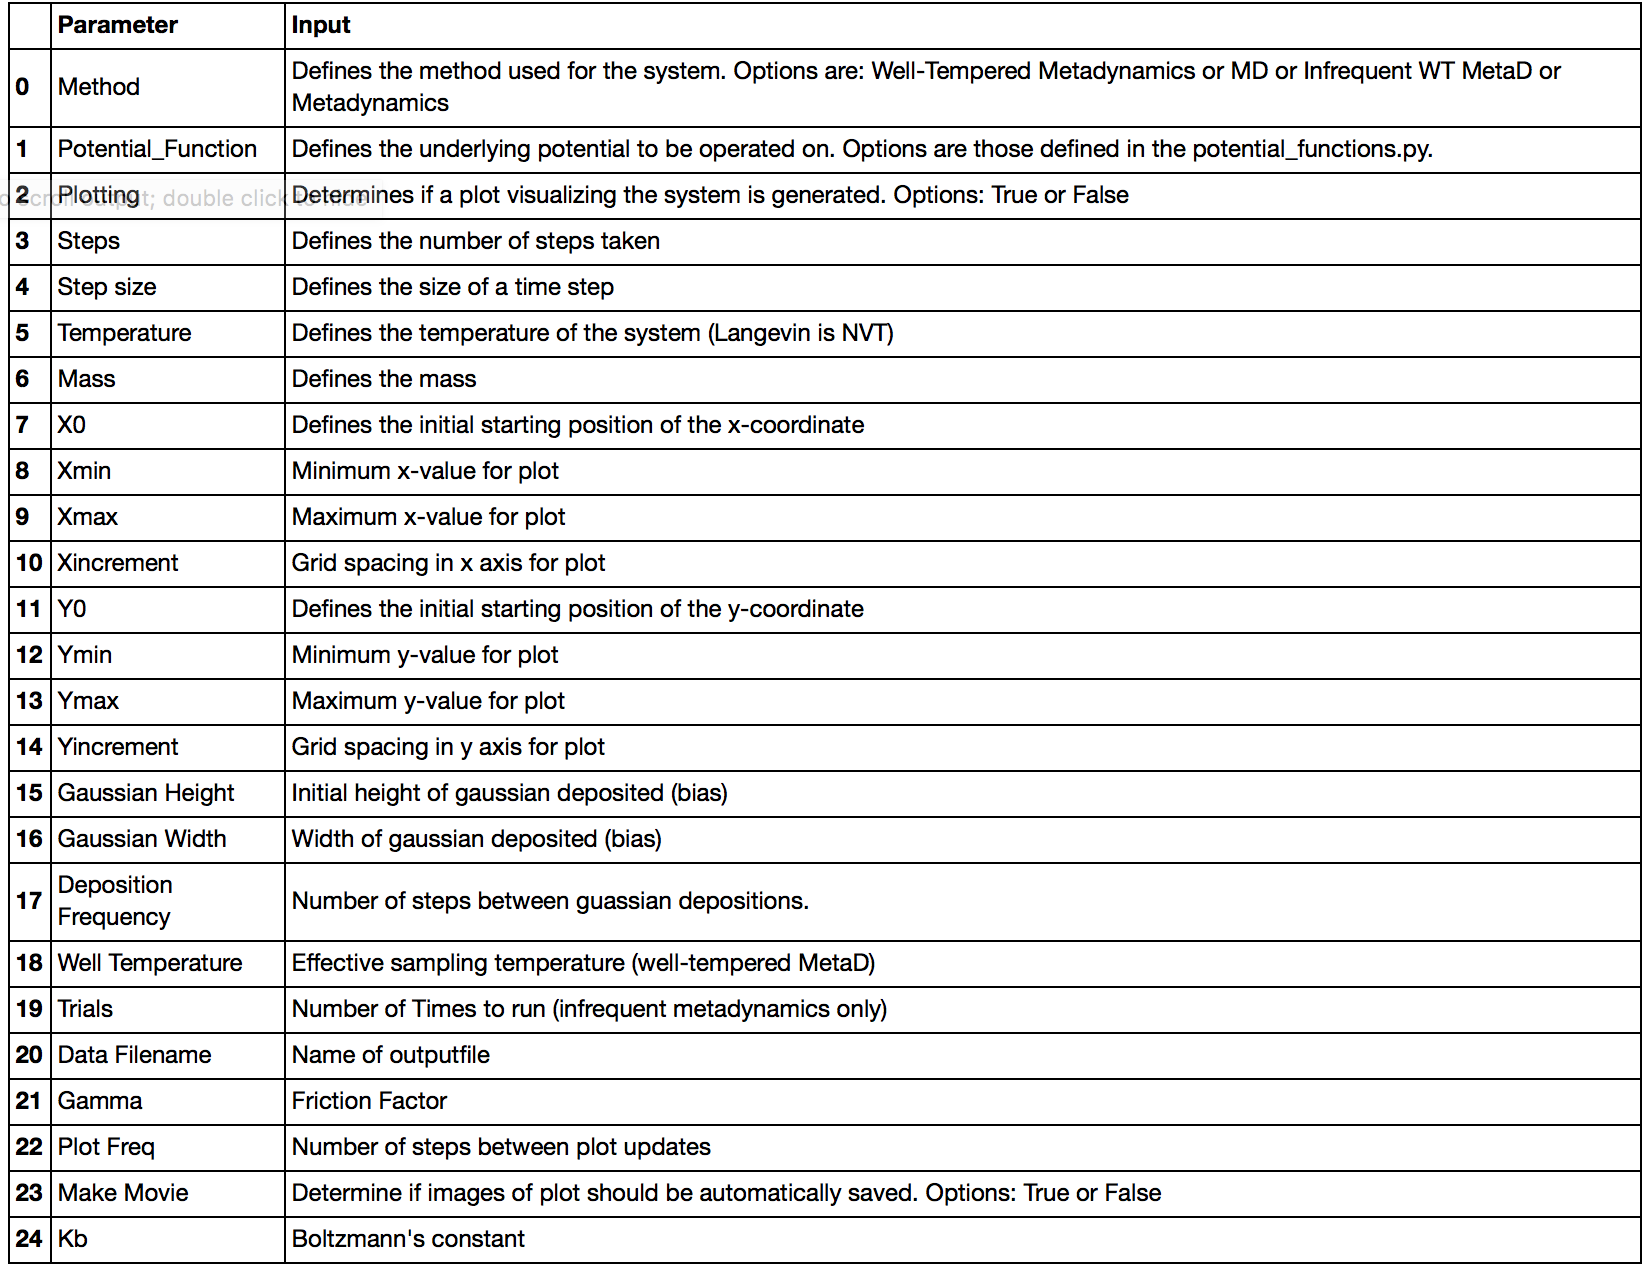 Parameter Input
0 Method Defines the method used for the system. Options are: Well-Tempered Metadynamics or MD or Infrequent WT MetaD or
Metadynamics
1 Potential_Function Defines the underlying potential to be operated on. Options are those defined in the potential_functions.py.
2 Plotting Determines if a plot visualizing the system is generated. Options: True or False
scroll output; double click to hide
3 Steps Defines the number of steps taken
4 Step size Defines the size of a time step
5 Temperature Defines the temperature of the system (Langevin is NVT)
6 Mass Defines the mass
7 X0 Defines the initial starting position of the x-coordinate
8 Xmin Minimum x-value for plot
9 Xmax Maximum x-value for plot
10 Xincrement Grid spacing in x axis for plot
11 Y0 Defines the initial starting position of the y-coordinate
12 Ymin Minimum y-value for plot
13 Ymax Maximum y-value for plot
14 Yincrement Grid spacing in y axis for plot
15 Gaussian Height Initial height of gaussian deposited (bias)
16 Gaussian Width Width of gaussian deposited (bias)
17 Deposition
Frequency Number of steps between guassian depositions.
18 Well Temperature Effective sampling temperature (well-tempered MetaD)
19 Trials Number of Times to run (infrequent metadynamics only)
20 Data Filename Name of outputfile
21 Gamma Friction Factor
22 Plot Freq Number of steps between plot updates
23 Make Movie Determine if images of plot should be automatically saved. Options: True or False
24 Kb Boltzmann's constant